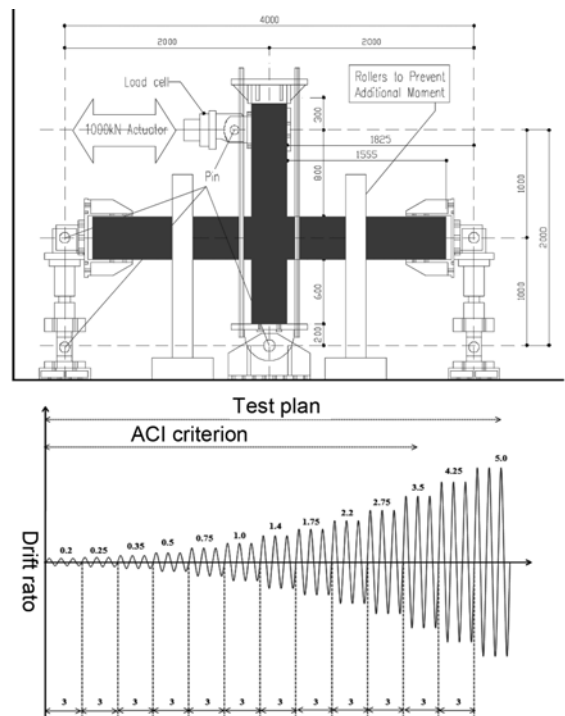 4000
2000
2000
Load cell
Rollers to Prevent
Additional Moment
1000kN Actuator
Pin
300
1825
1555
800
1000
2000
600
200
1000
Test plan
ACI criterion
Drift rato
0.2
0.25
0.35
0.5
0.75
1.0
1.4
1.75
2.2
2.75
3.5
4.25
5.0
3 3 3 3 3 3 3 3 3 3 3 3